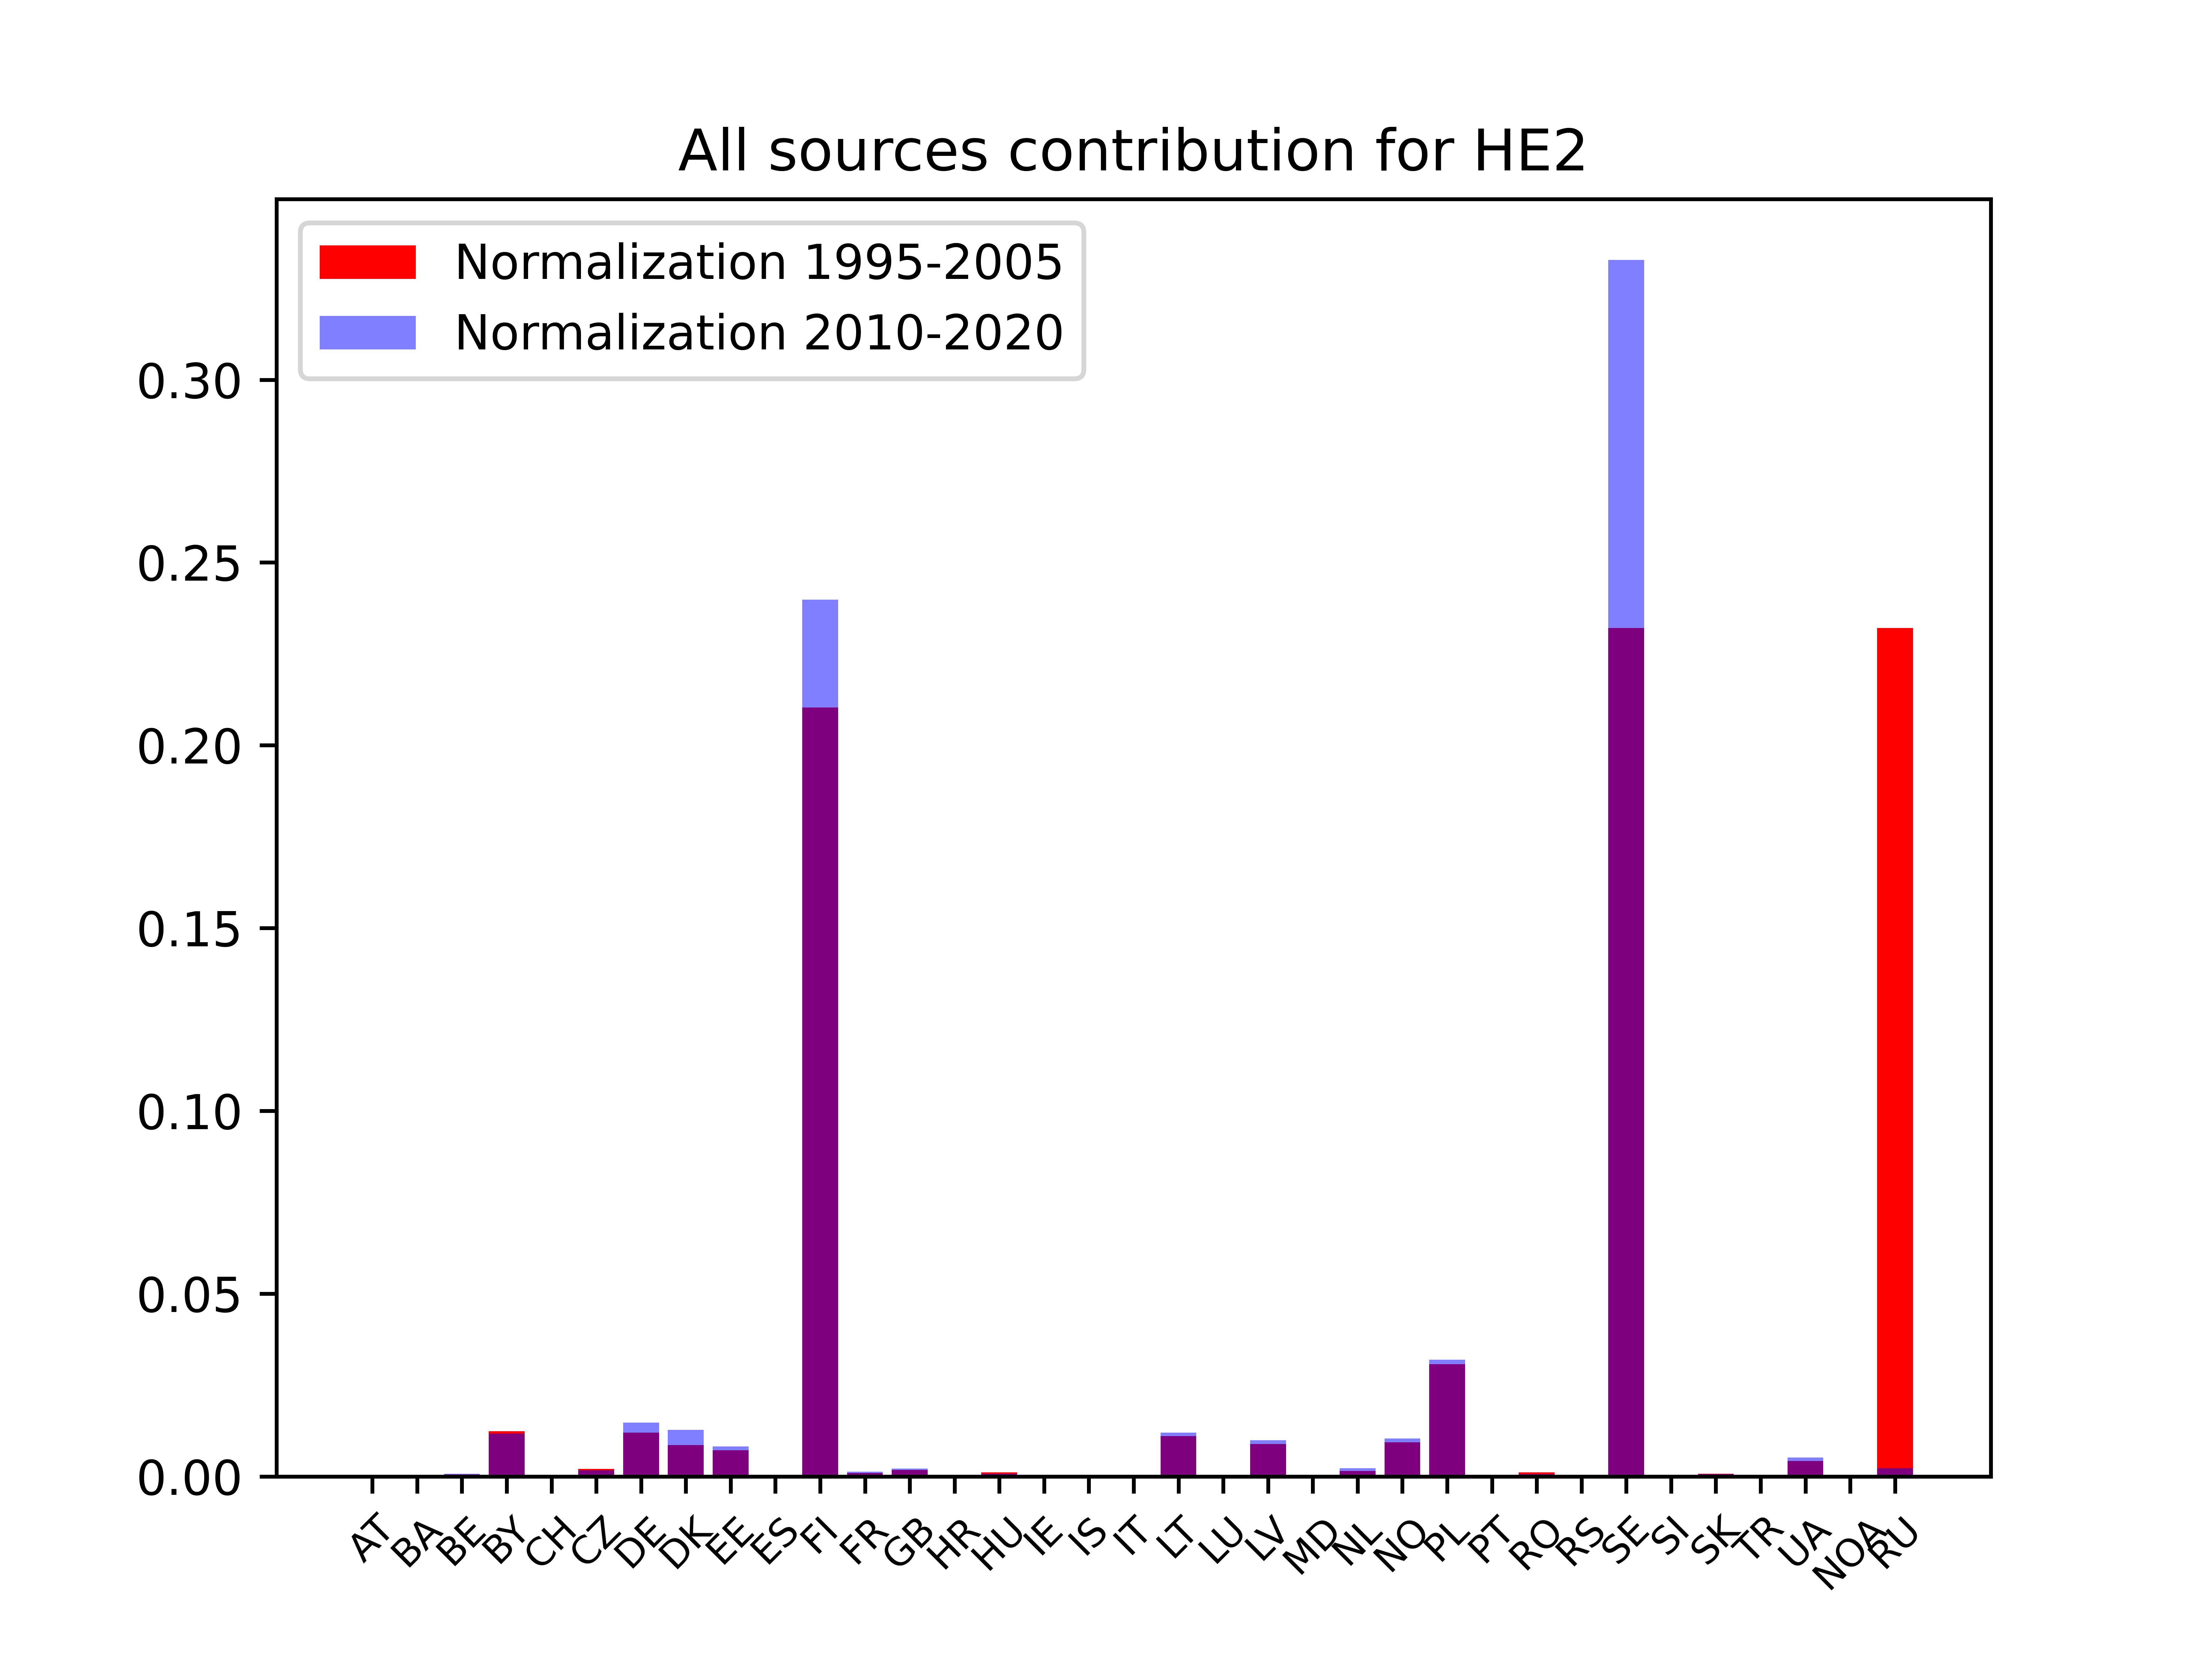 All sources contribution for HE2
Normalization 1995-2005
Normalization 2010-2020
0.30
0.25
0.20
0.15
0.10
0.05
0.00
AT BA BE BY CH CZ DE DK EE ES FI FR GB HR HU IE IS IT LT LU LV MD NL NO PL PT RO RS SE SI SK TR UA NOA RU